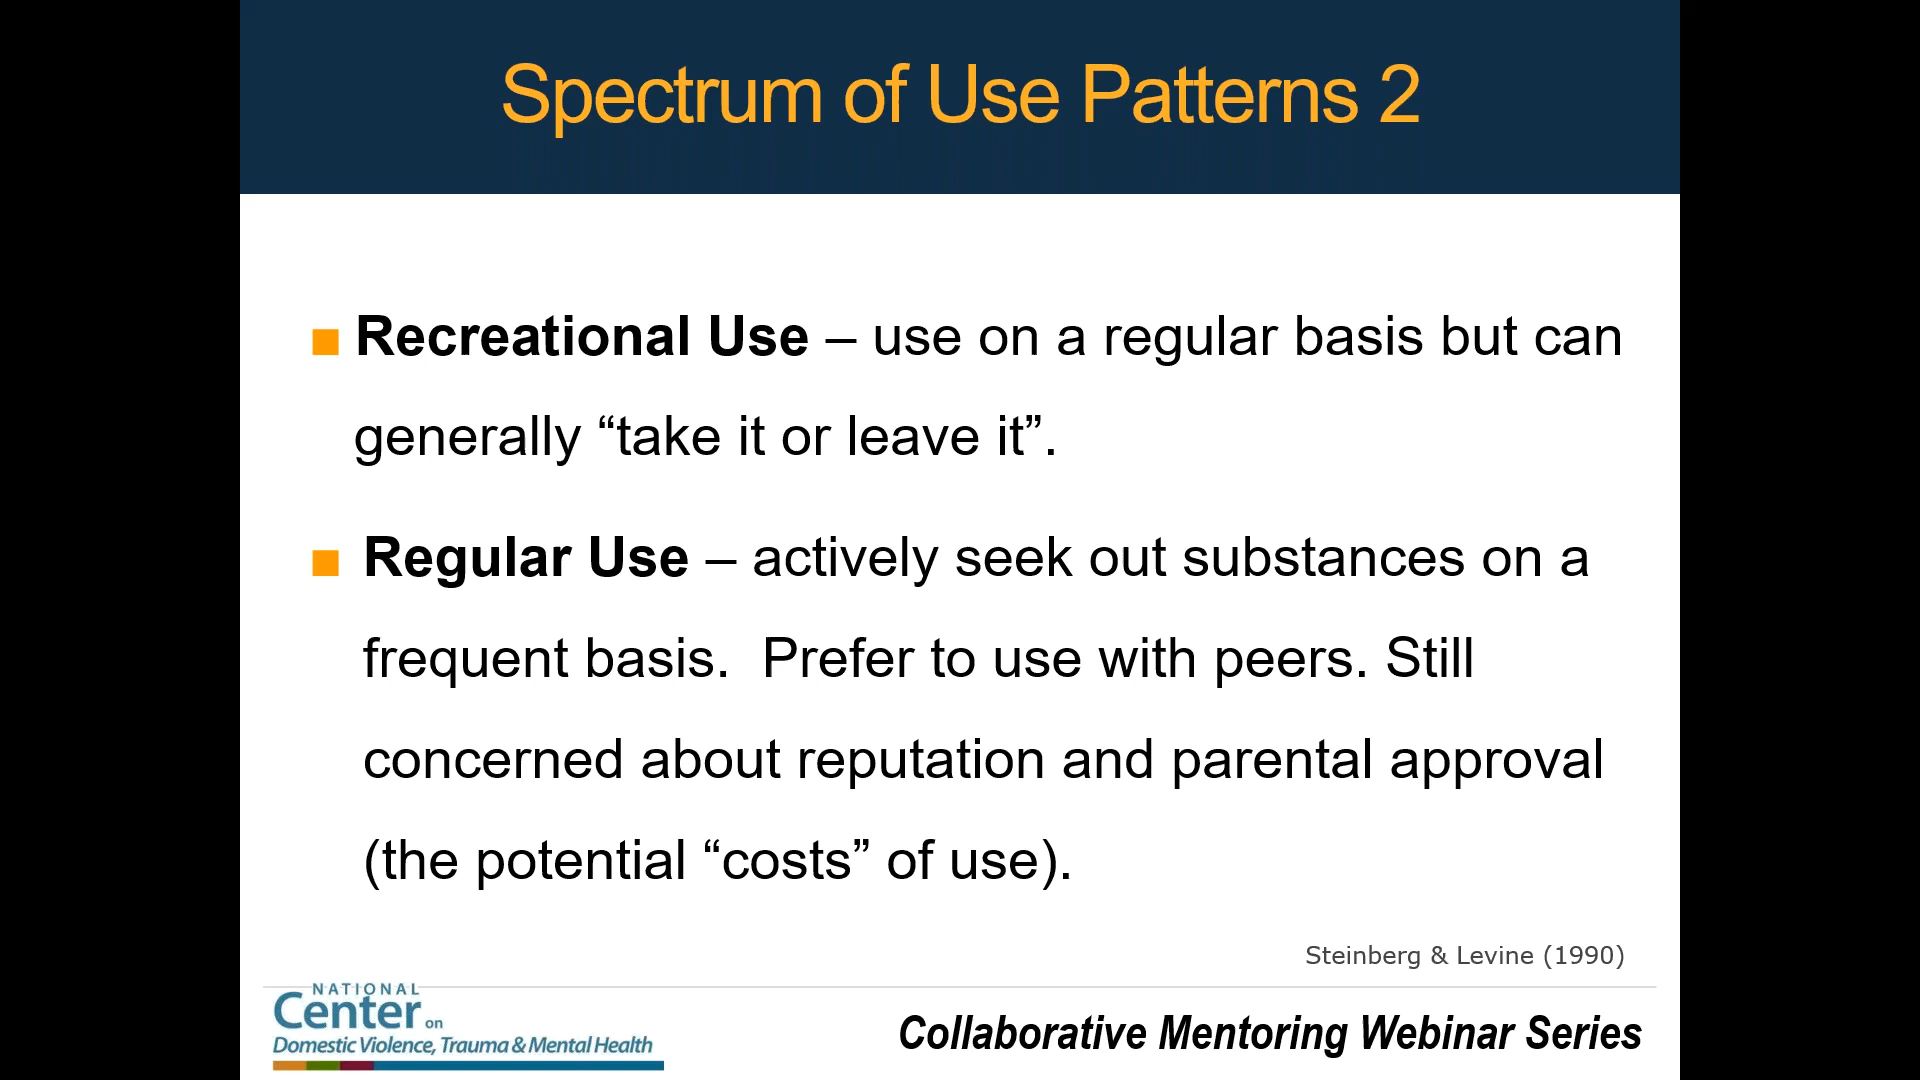 Spectrum of Use Patterns 2
■ Recreational Use – use on a regular basis but can
generally “take it or leave it”.
■ Regular Use – actively seek out substances on a
frequent basis.  Prefer to use with peers. Still
concerned about reputation and parental approval
(the potential “costs” of use).
Steinberg & Levine (1990)
NATIONAL
Center on
Domestic Violence, Trauma & Mental Health
Collaborative Mentoring Webinar Series